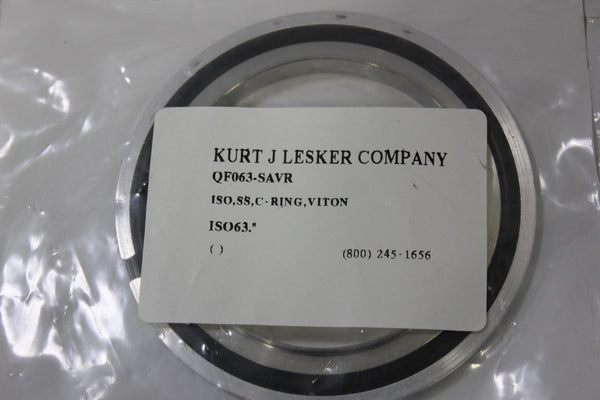 KURT J LESKER COMPANY
QF063-SAVR
ISO,SS,C-RING,VITON
ISO63."
( ) (800) 245-1656